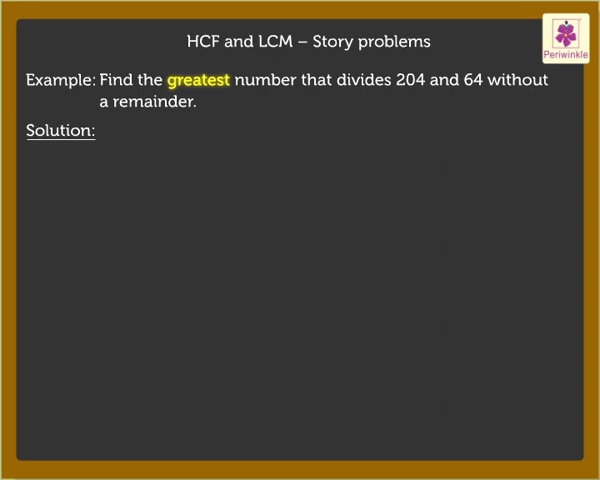 HCF and LCM – Story problems
Periwinkle
Example: Find the greatest number that divides 204 and 64 without
a remainder.
Solution: